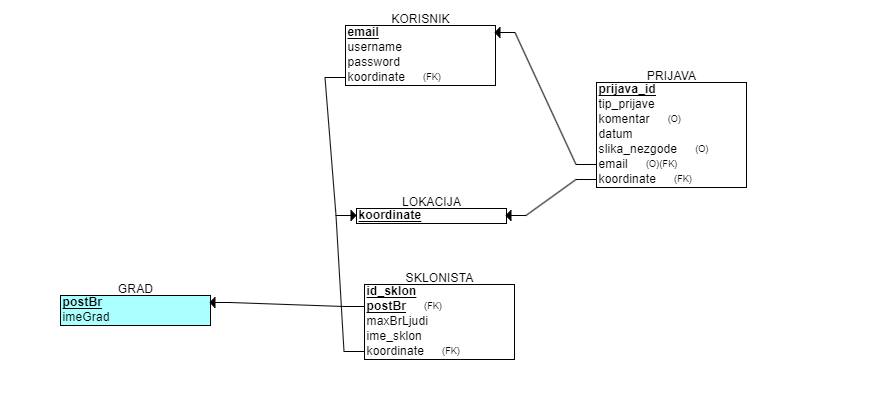 KORISNIK
email
username
password
koordinate (FK)
PRIJAVA
prijava_id
tip_prijave
komentar (O)
datum
slika_nezgode (O)
email (O)(FK)
koordinate (FK)
LOKACIJA
koordinate
GRAD
postBr
imeGrad
SKLONISTA
id_sklon
postBr (FK)
maxBrLjudi
ime_sklon
koordinate (FK)